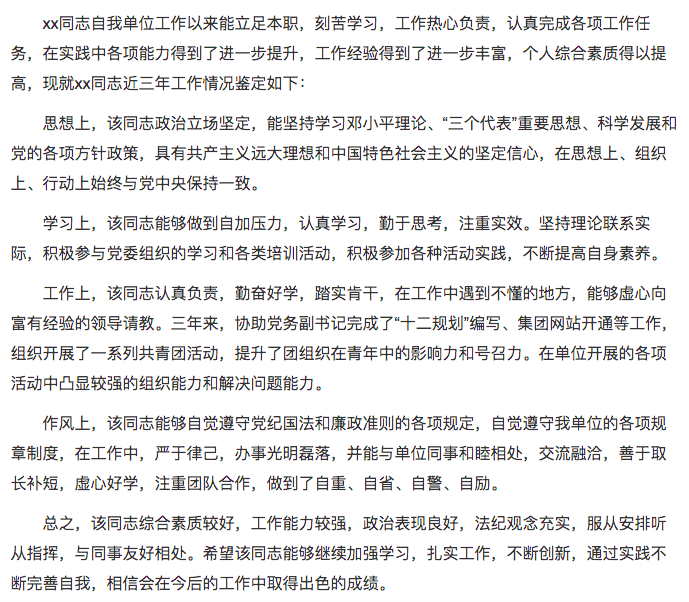 xx同志自我单位工作以来能立足本职，刻苦学习，工作热心负责，认真完成各项工作任
务，在实践中各项能力得到了进一步提升，工作经验得到了进一步丰富，个人综合素质得以提
高，现就xx同志近三年工作情况鉴定如下：
思想上，该同志政治立场坚定，能坚持学习邓小平理论、“三个代表”重要思想、科学发展和
党的各项方针政策，具有共产主义远大理想和中国特色社会主义的坚定信心，在思想上、组织
上、行动上始终与党中央保持一致。
学习上，该同志能够做到自加压力，认真学习，勤于思考，注重实效。坚持理论联系实
际，积极参与党委组织的学习和各类培训活动，积极参加各种活动实践，不断提高自身素养。
工作上，该同志认真负责，勤奋好学，踏实肯干，在工作中遇到不懂的地方，能够虚心向
富有经验的领导请教。三年来，协助党务副书记完成了“十二规划”编写、集团网站开通等工作，
组织开展了一系列共青团活动，提升了团组织在青年中的影响力和号召力。在单位开展的各项
活动中凸显较强的组织能力和解决问题能力。
作风上，该同志能够自觉遵守党纪国法和廉政准则的各项规定，自觉遵守我单位的各项规
章制度，在工作中，严于律己，办事光明磊落，并能与单位同事和睦相处，交流融洽，善于取
长补短，虚心好学，注重团队合作，做到了自重、自省、自警、自励。
总之，该同志综合素质较好，工作能力较强，政治表现良好，法纪观念充实，服从安排听
从指挥，与同事友好相处。希望该同志能够继续加强学习，扎实工作，不断创新，通过实践不
断完善自我，相信会在今后的工作中取得出色的成绩。